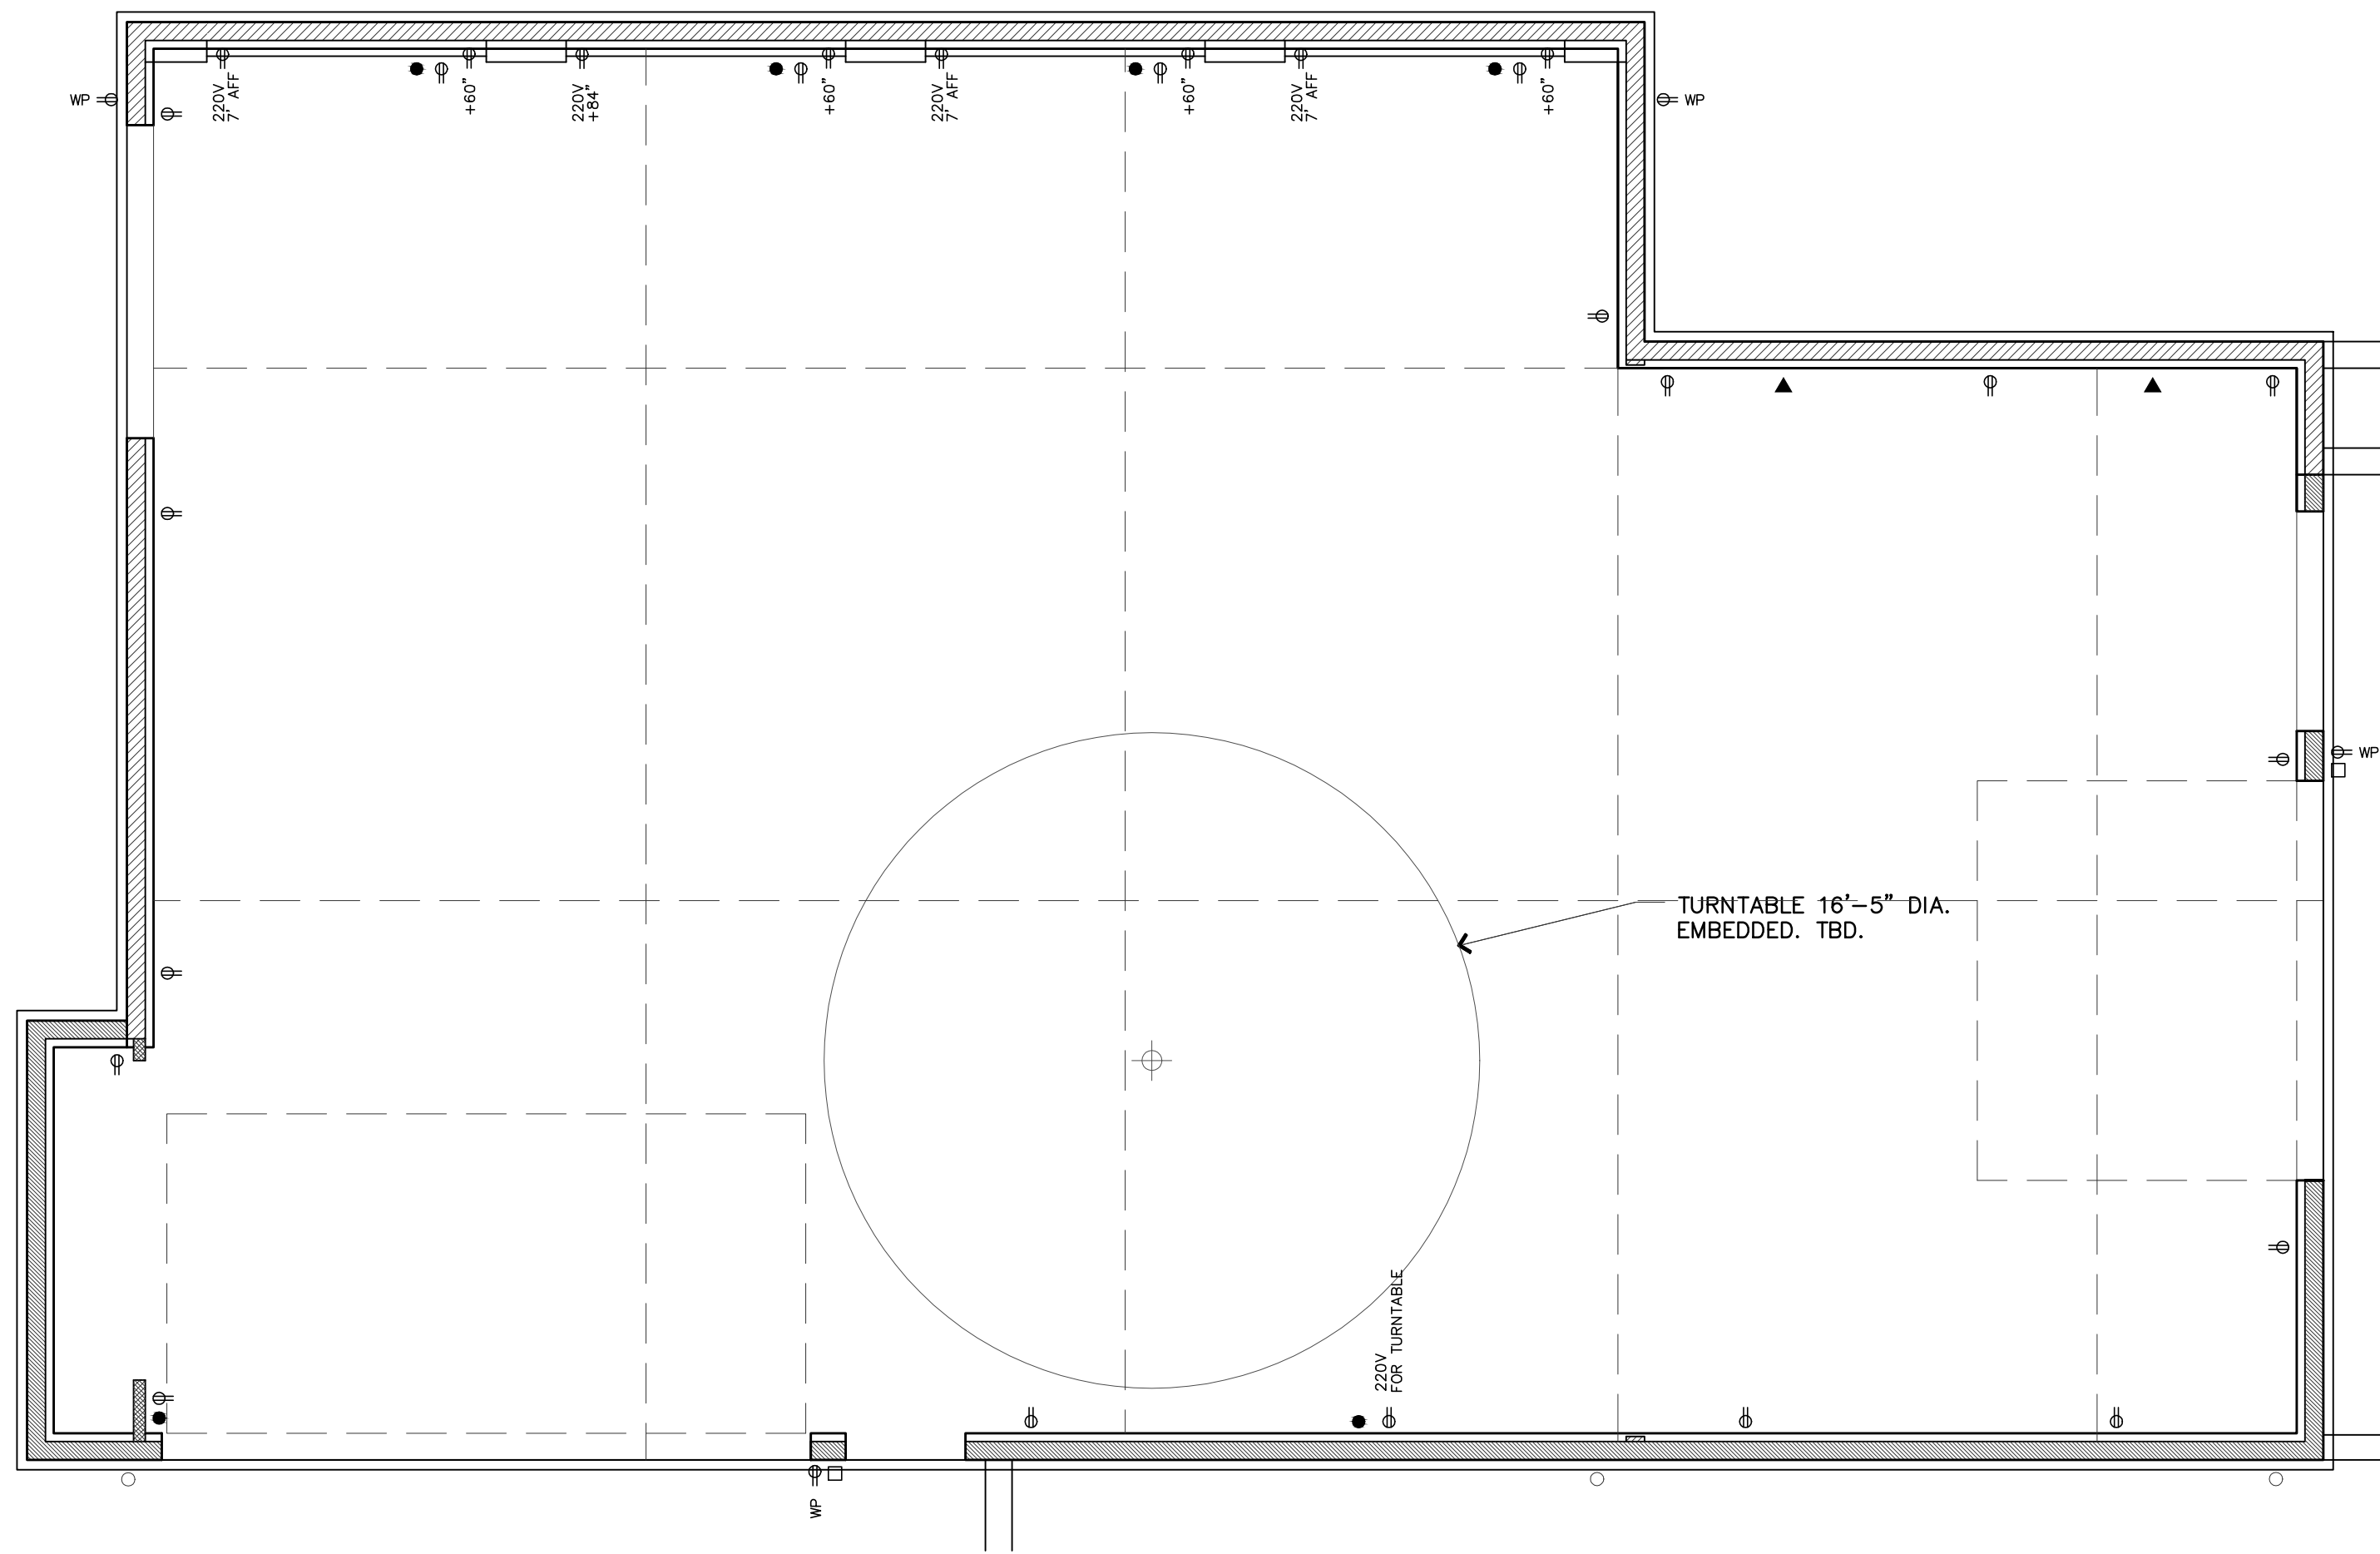 220V
7' AFF
+60"
220V
+84"
+60"
220V
7' AFF
+60"
220V
7' AFF
+60"
WP
WP
WP
TURNTABLE 16'-5" DIA.
EMBEDDED. TBD.
220V
FOR TURNTABLE
WP